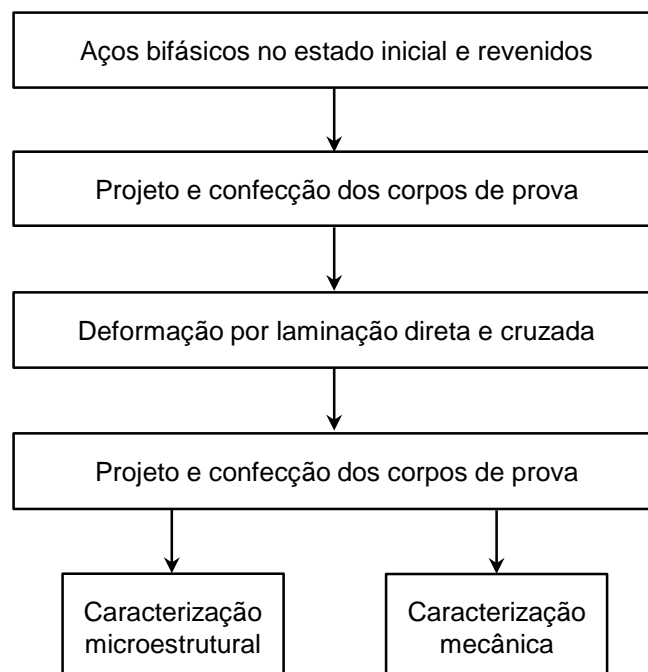 Aços bifásicos no estado inicial e revenidos
Projeto e confecção dos corpos de prova
Deformação por laminação direta e cruzada
Projeto e confecção dos corpos de prova
Caracterização
microestrutural
Caracterização
mecânica